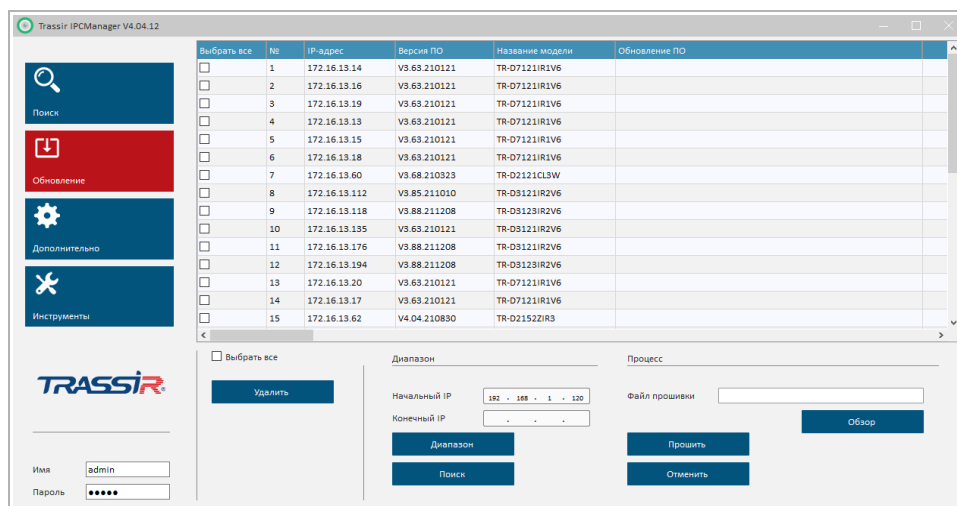 Trassir IPCManager V4.04.12
Поиск
Обновление
Дополнительно
Инструменты
TRASSIR
Имя admin
Пароль •••••
Выбрать все № IP-адрес Версия ПО Название модели Обновление ПО
1 172.16.13.14 V3.63.210121 TR-D7121IR1V6
2 172.16.13.16 V3.63.210121 TR-D7121IR1V6
3 172.16.13.19 V3.63.210121 TR-D7121IR1V6
4 172.16.13.13 V3.63.210121 TR-D7121IR1V6
5 172.16.13.15 V3.63.210121 TR-D7121IR1V6
6 172.16.13.18 V3.63.210121 TR-D7121IR1V6
7 172.16.13.60 V3.68.210323 TR-D2121CL3W
8 172.16.13.112 V3.85.211010 TR-D3121IR2V6
9 172.16.13.118 V3.88.211208 TR-D3123IR2V6
10 172.16.13.135 V3.63.210121 TR-D3121IR2V6
11 172.16.13.176 V3.88.211208 TR-D3121IR2V6
12 172.16.13.194 V3.88.211208 TR-D3123IR2V6
13 172.16.13.20 V3.63.210121 TR-D7121IR1V6
14 172.16.13.17 V3.63.210121 TR-D7121IR1V6
15 172.16.13.62 V4.04.210830 TR-D2152ZIR3
Выбрать все
Удалить
Диапазон
Начальный IP 192 . 168 . 1 . 120
Конечный IP . . .
Диапазон
Поиск
Процесс
Файл прошивки
Обзор
Прошить
Отменить